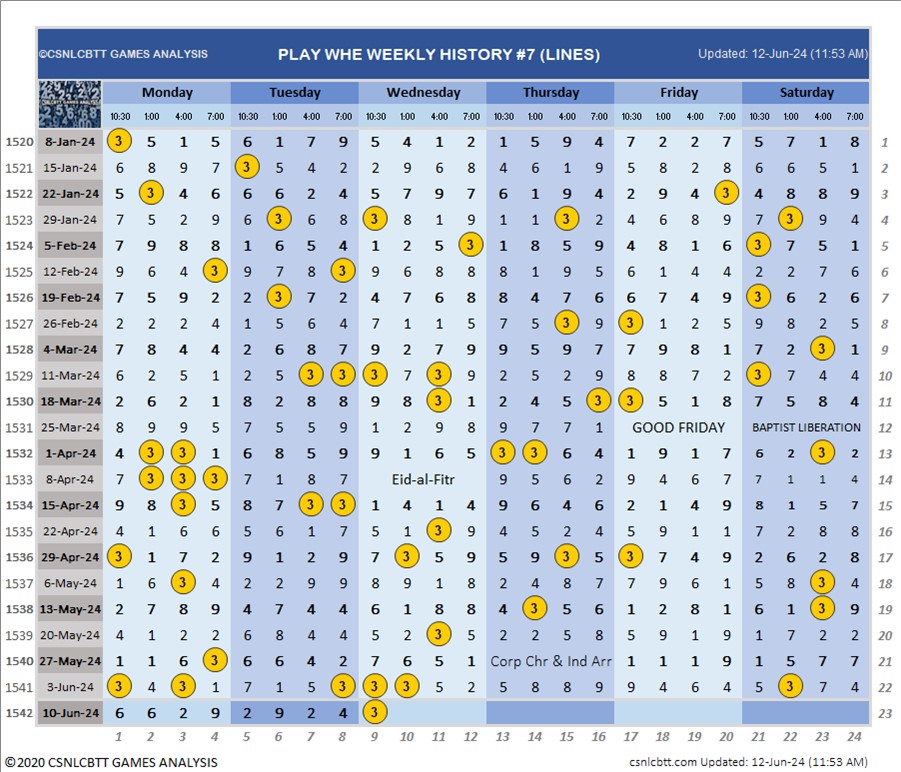 ©CSNLCBTT GAMES ANALYSIS PLAY WHE WEEKLY HISTORY #7 (LINES) Updated: 12-Jun-24 (11:53 AM)
Monday Tuesday Wednesday Thursday Friday Saturday
10:30 1:00 4:00 7:00 10:30 1:00 4:00 7:00 10:30 1:00 4:00 7:00 10:30 1:00 4:00 7:00 10:30 1:00 4:00 7:00 10:30 1:00 4:00 7:00
1520 8-Jan-24 3 5 1 5 6 1 7 9 5 4 1 2 1 5 9 4 7 2 2 7 5 7 1 8 1
1521 15-Jan-24 6 8 9 7 3 5 4 2 2 9 6 8 4 6 1 9 5 8 2 8 6 6 5 1 2
1522 22-Jan-24 5 3 4 6 6 6 2 4 5 7 9 7 6 1 9 4 2 9 4 3 4 8 8 9 3
1523 29-Jan-24 7 5 2 9 6 3 6 8 3 8 1 9 1 1 3 2 4 6 8 9 7 3 9 4 4
1524 5-Feb-24 7 9 8 8 1 6 5 4 1 2 5 3 1 8 5 9 4 8 1 6 3 7 5 1 5
1525 12-Feb-24 9 6 4 3 9 7 8 3 9 6 8 8 8 1 9 5 6 1 4 4 2 2 7 6 6
1526 19-Feb-24 7 5 9 2 2 3 7 2 4 7 6 8 8 4 7 6 6 7 4 9 3 6 2 6 7
1527 26-Feb-24 2 2 2 4 1 5 6 4 7 1 1 5 7 5 3 9 3 1 2 5 9 8 2 5 8
1528 4-Mar-24 7 8 4 4 2 6 8 7 9 2 7 9 9 5 9 7 7 9 8 1 7 2 3 1 9
1529 11-Mar-24 6 2 5 1 2 5 3 3 3 7 3 9 2 5 2 9 8 8 7 2 3 7 4 4 10
1530 18-Mar-24 2 6 2 1 8 2 8 8 9 8 3 1 2 4 5 3 3 5 1 8 7 5 8 4 11
1531 25-Mar-24 8 9 9 5 7 5 5 9 1 2 9 8 9 7 7 1 GOOD FRIDAY BAPTIST LIBERATION 12
1532 1-Apr-24 4 3 3 1 6 8 5 9 9 1 6 5 3 3 6 4 1 9 1 7 6 2 3 2 13
1533 8-Apr-24 7 3 3 3 7 1 8 7 Eid-al-Fitr 9 5 6 2 9 4 6 7 7 1 1 4 14
1534 15-Apr-24 9 8 3 5 8 7 3 3 1 4 1 4 9 6 4 6 2 1 4 9 8 1 5 7 15
1535 22-Apr-24 4 1 6 6 5 6 1 7 5 1 3 9 4 5 2 4 5 9 1 1 7 2 8 8 16
1536 29-Apr-24 3 1 7 2 9 1 2 9 7 3 5 9 5 9 3 5 3 7 4 9 2 6 2 8 17
1537 6-May-24 1 6 3 4 2 2 9 9 8 9 1 8 2 4 8 7 7 9 6 1 5 8 3 4 18
1538 13-May-24 2 7 8 9 4 7 4 4 6 1 8 8 4 3 5 6 1 2 8 1 6 1 3 9 19
1539 20-May-24 4 1 2 2 6 8 4 4 5 2 3 5 2 2 5 8 5 9 1 9 1 7 2 2 20
1540 27-May-24 1 1 6 3 6 6 4 2 7 6 5 1 Corp Chr & Ind Arr 1 1 1 9 1 5 7 7 21
1541 3-Jun-24 3 4 3 1 7 1 5 3 3 3 5 2 5 8 8 9 9 4 6 4 5 3 7 4 22
1542 10-Jun-24 6 6 2 9 2 9 2 4 3 23
1 2 3 4 5 6 7 8 9 10 11 12 13 14 15 16 17 18 19 20 21 22 23 24
©2020 CSNLCBTT GAMES ANALYSIS csnlcbtt.com Updated: 12-Jun-24 (11:53 AM)